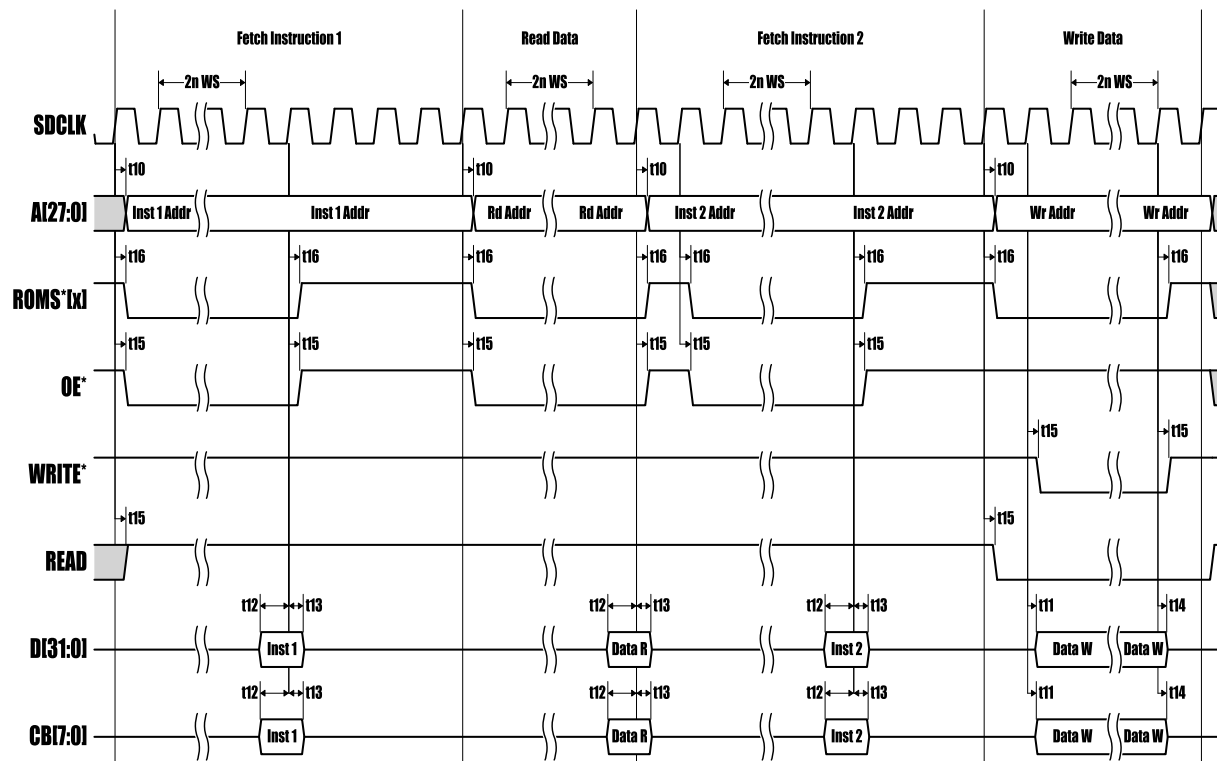 Fetch Instruction 1 Read Data Fetch Instruction 2 Write Data
2n WS 2n WS 2n WS 2n WS
SDCLK
t10 t10 t10 t10
A[27:0] Inst 1 Addr Inst 1 Addr Rd Addr Rd Addr Inst 2 Addr Inst 2 Addr Wr Addr Wr Addr
t16 t16 t16 t16 t16 t16 t16 t16
ROMS*[x]
t15 t15 t15 t15 t15 t15
OE*
t15 t15
WRITE*
t15 t15
READ
t12 t13 t12 t13 t12 t13 t11 t14
D[31:0] Inst 1 Data R Inst 2 Data W Data W
t12 t13 t12 t13 t12 t13 t11 t14
CB[7:0] Inst 1 Data R Inst 2 Data W Data W